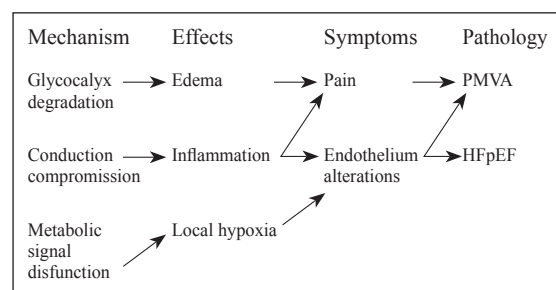 Mechanism Effects Symptoms Pathology
Glycocalyx degradation Edema Pain PMVA
Conduction compromission Inflammation Endothelium alterations HFpEF
Metabolic signal disfunction Local hypoxia